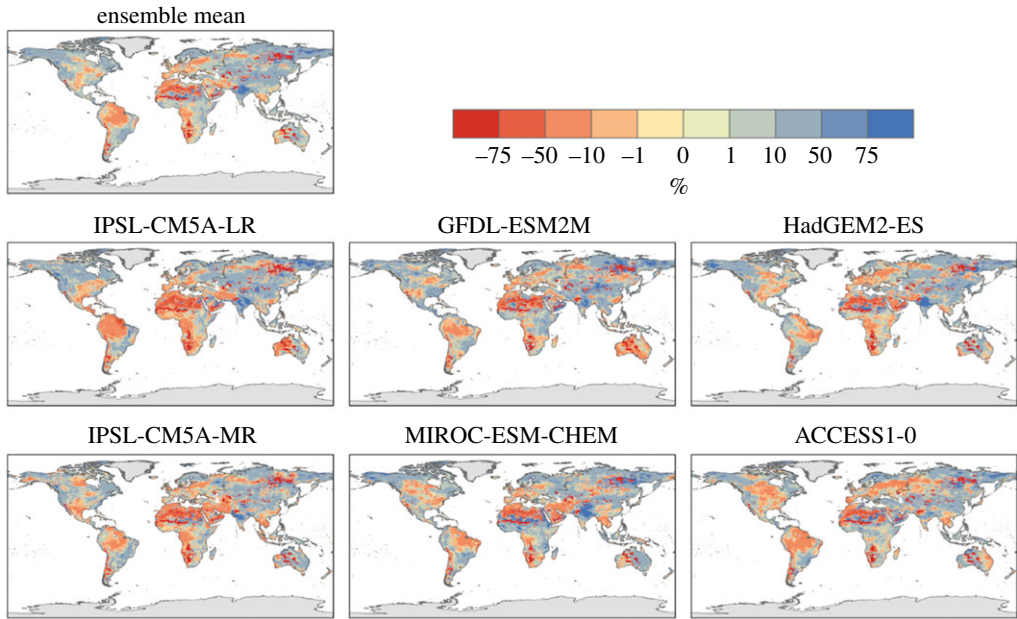 ensemble mean
–75 –50 –10 –1 0 1 10 50 75
%
IPSL-CM5A-LR GFDL-ESM2M HadGEM2-ES
IPSL-CM5A-MR MIROC-ESM-CHEM ACCESS1-0